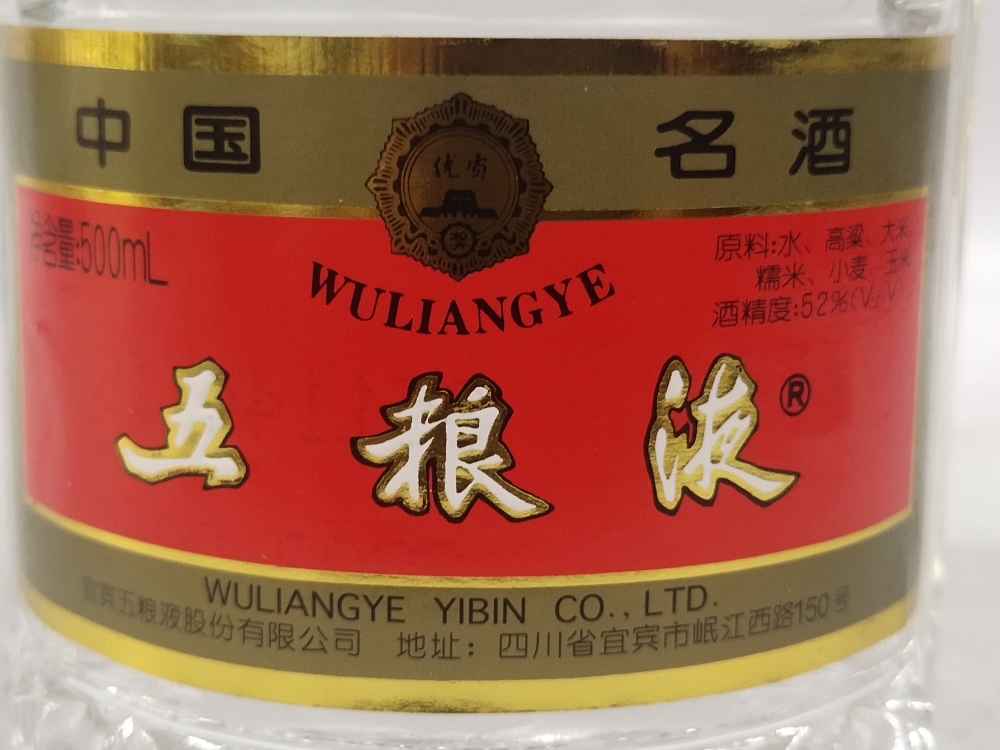 中国 名酒
优质
奖
净含量:500mL
WULIANGYE
原料:水、高粱、大米、
糯米、小麦、玉米
酒精度:52%(V/V)
五粮液®
WULIANGYE YIBIN CO.,LTD.
宜宾五粮液股份有限公司 地址：四川省宜宾市岷江西路150号